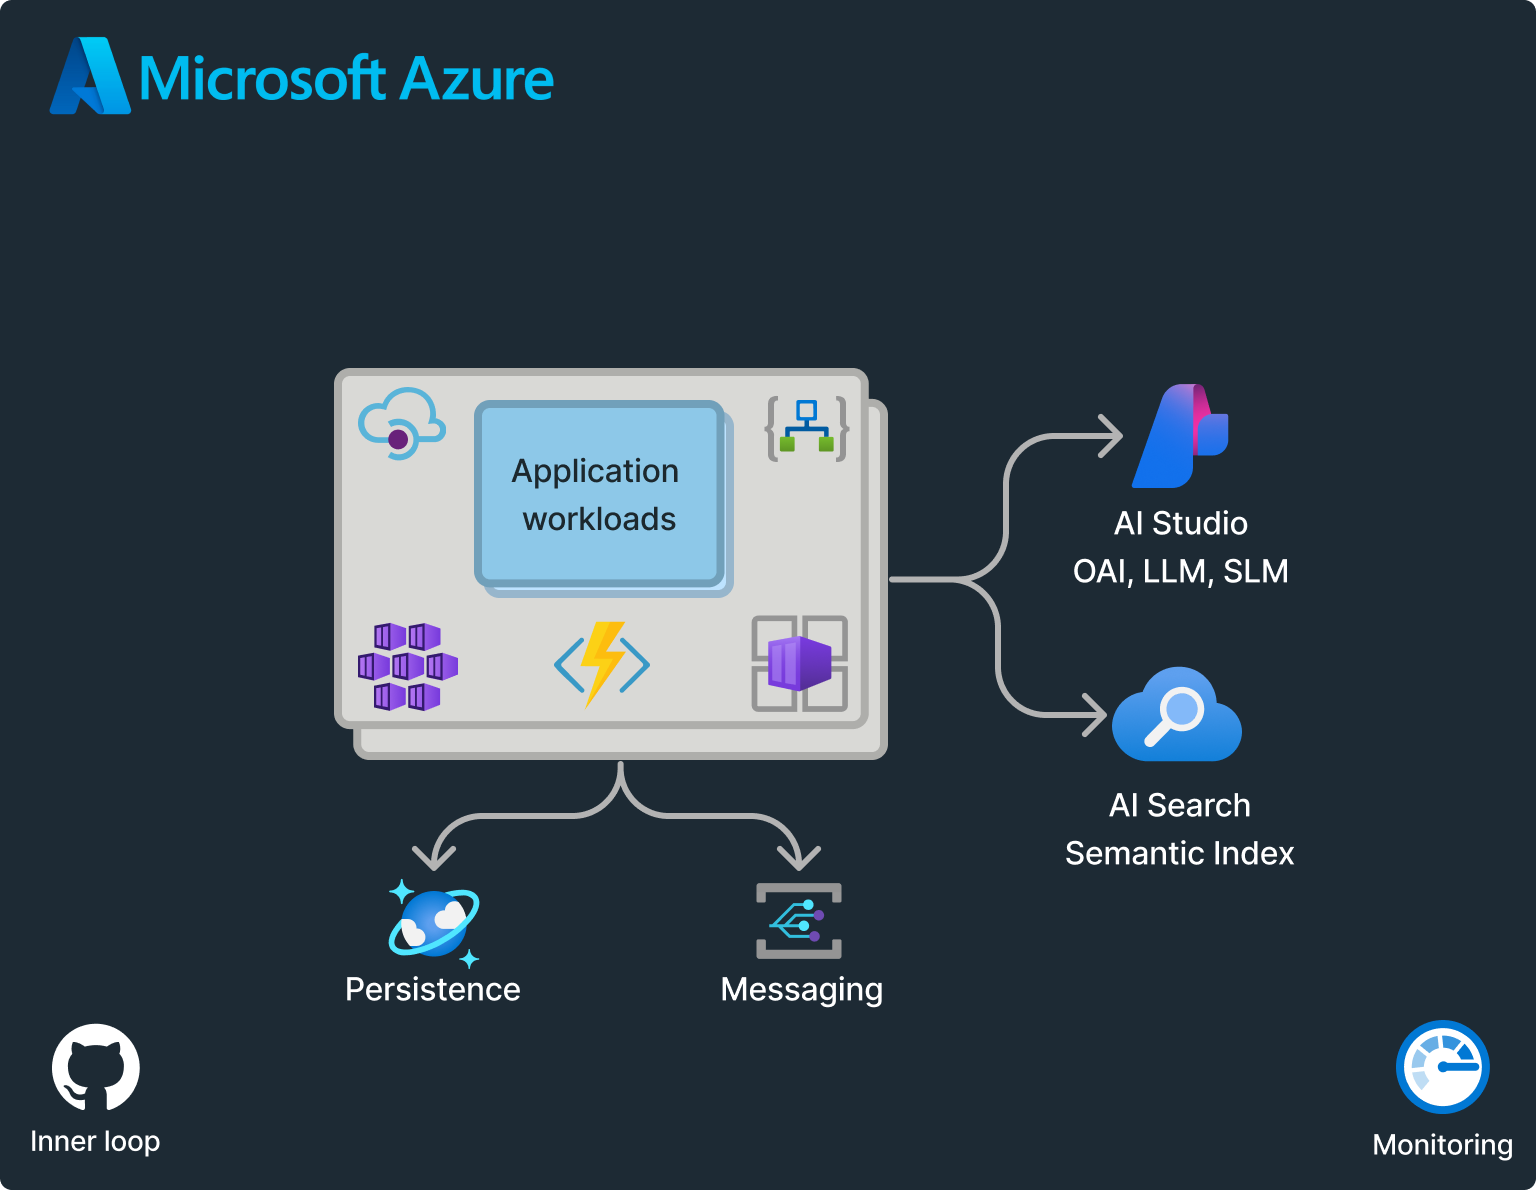 Microsoft Azure
Application
workloads
AI Studio
OAI, LLM, SLM
AI Search
Semantic Index
Persistence
Messaging
Inner loop
Monitoring